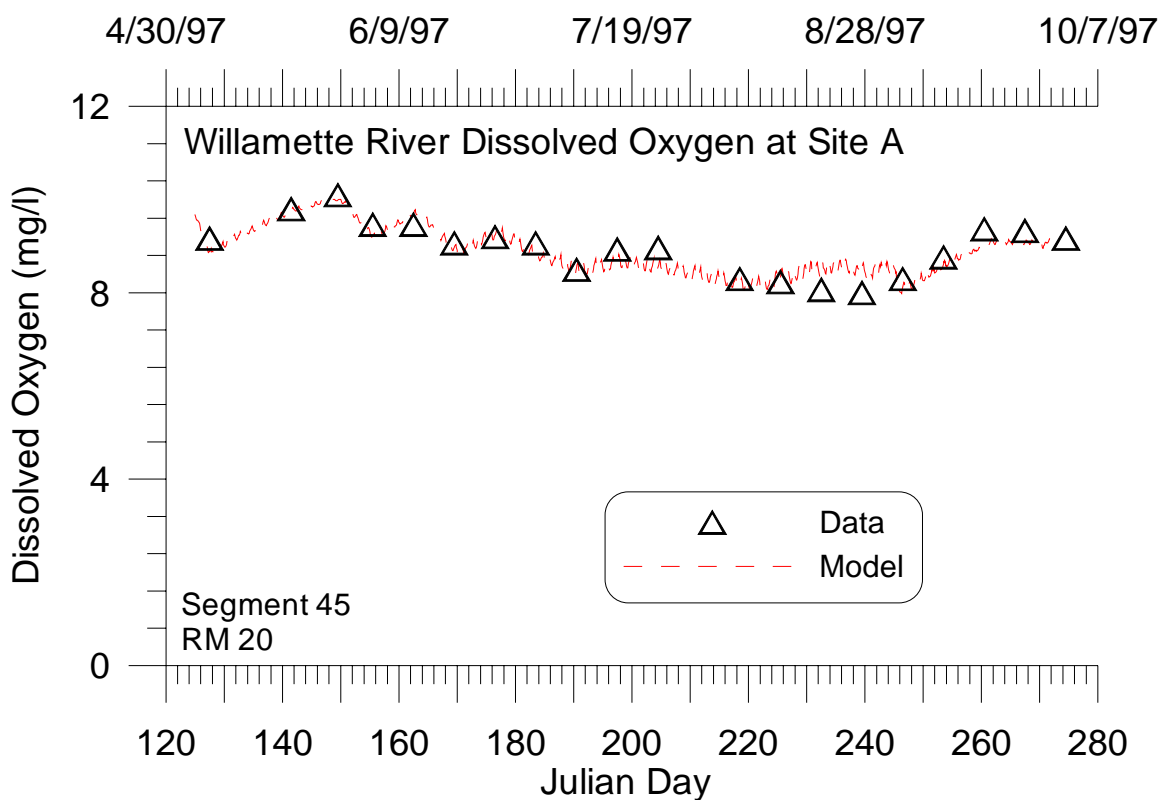 4/30/97 6/9/97 7/19/97 8/28/97 10/7/97
Willamette River Dissolved Oxygen at Site A
Dissolved Oxygen (mg/l)
12
8
4
0
Data
Model
Segment 45
RM 20
120 140 160 180 200 220 240 260 280
Julian Day